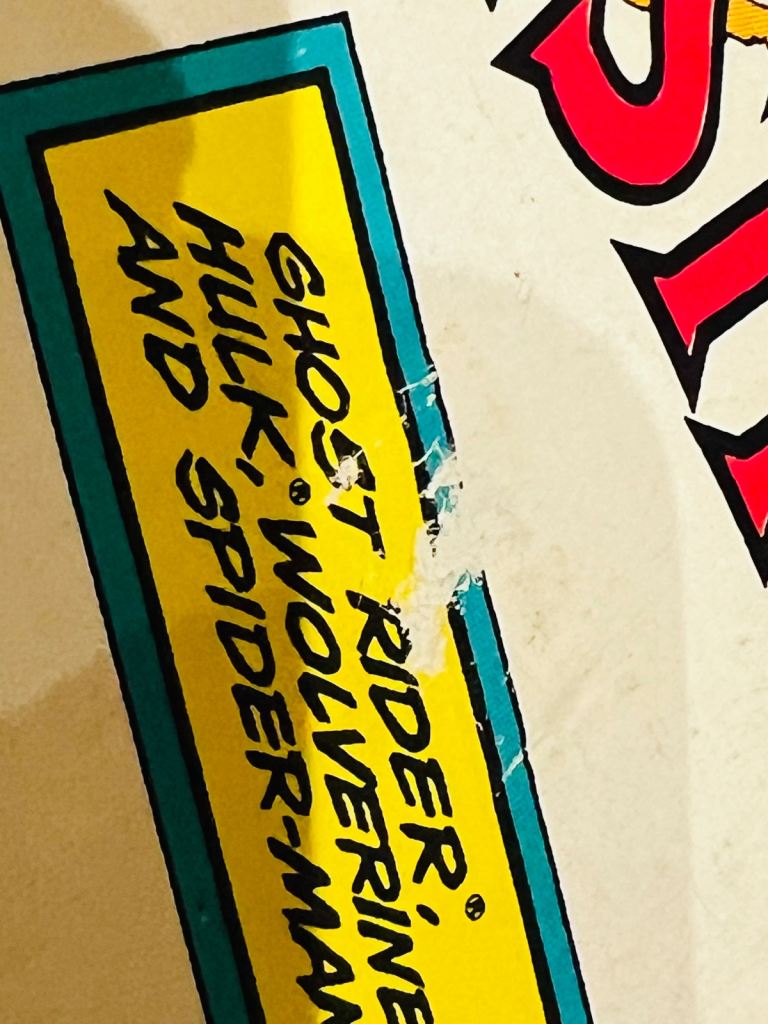 GHOST RIDER,®
HULK,® WOLVERINE
AND SPIDER-MAN